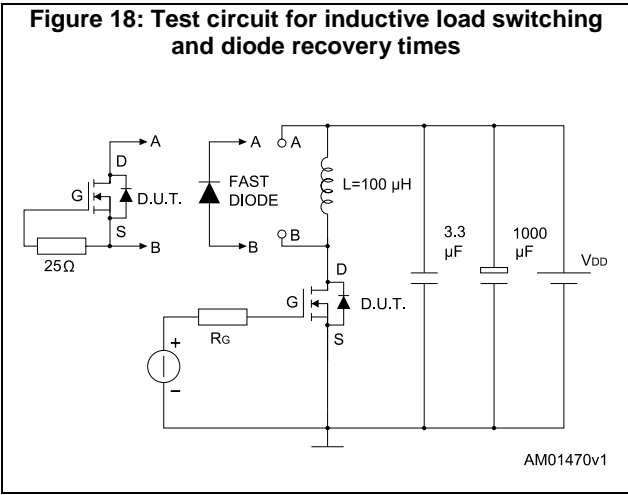 Figure 18: Test circuit for inductive load switching
and diode recovery times
A
D
G
D.U.T.
S
B
25Ω
A
FAST
DIODE
B
A
L=100 µH
B
D
G
D.U.T.
S
RG
+
-
3.3
µF
1000
µF
VDD
AM01470v1